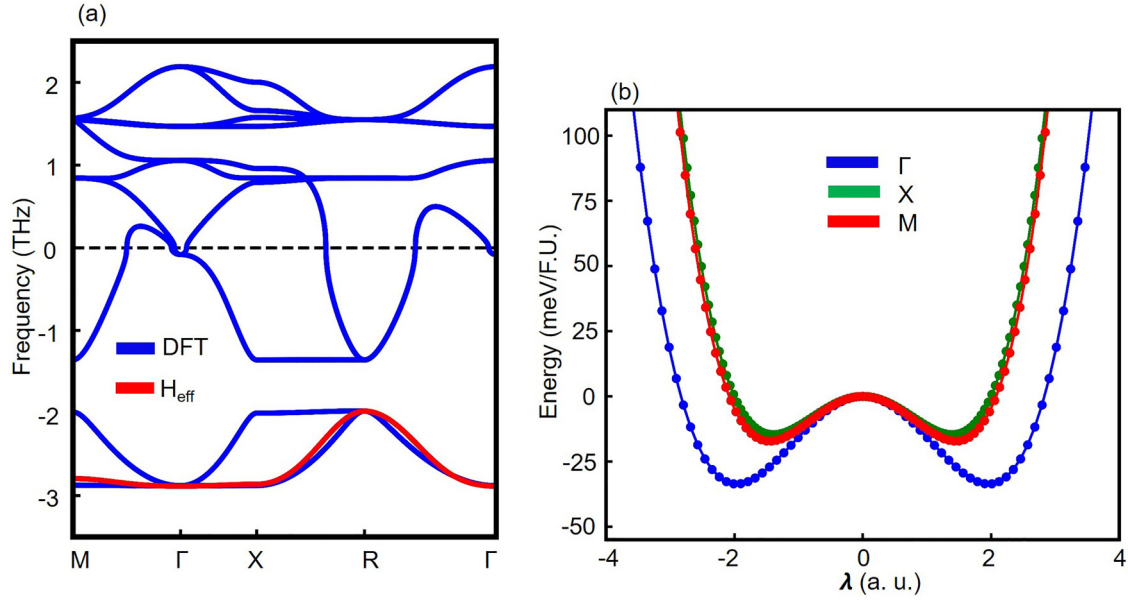 (a)
Frequency (THz)
2
1
0
-1
-2
-3
DFT
H_eff
M Γ X R Γ
(b)
Energy (meV/F.U.)
100
75
50
25
0
-25
-50
Γ
X
M
-4 -2 0 2 4
λ (a. u.)